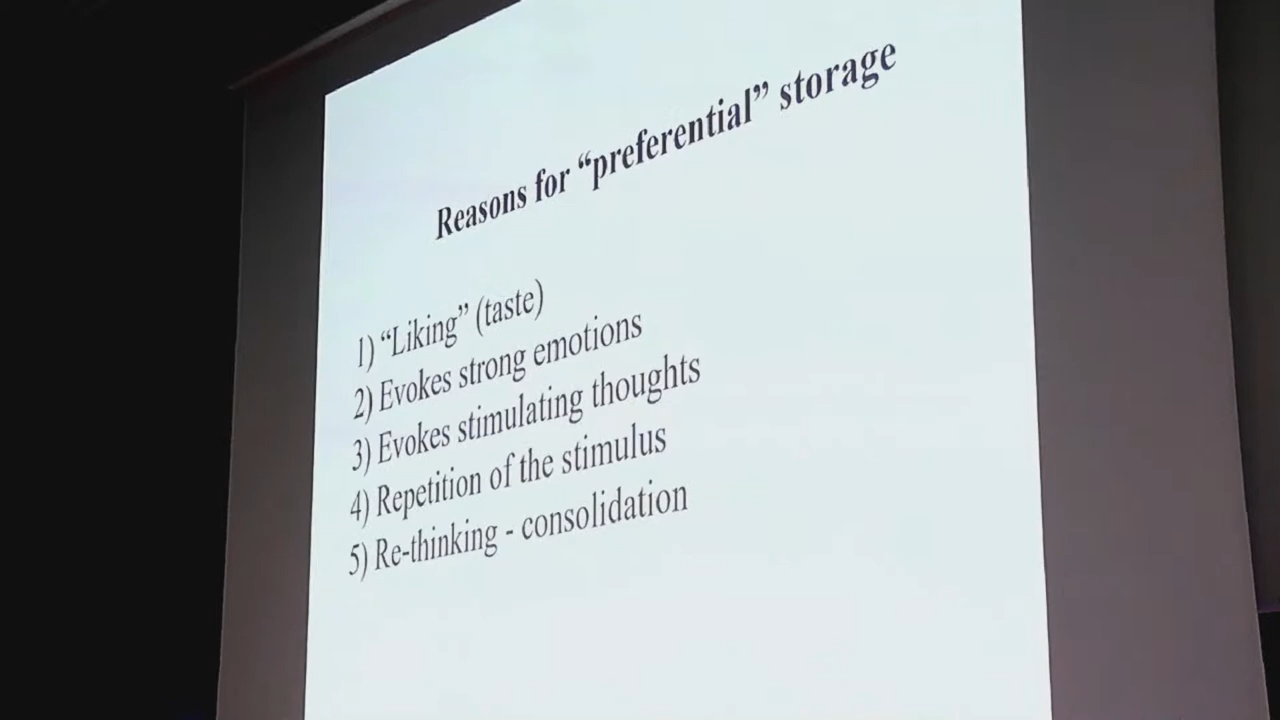 Reasons for “preferential” storage
1) “Liking” (taste)
2) Evokes strong emotions
3) Evokes stimulating thoughts
4) Repetition of the stimulus
5) Re-thinking - consolidation